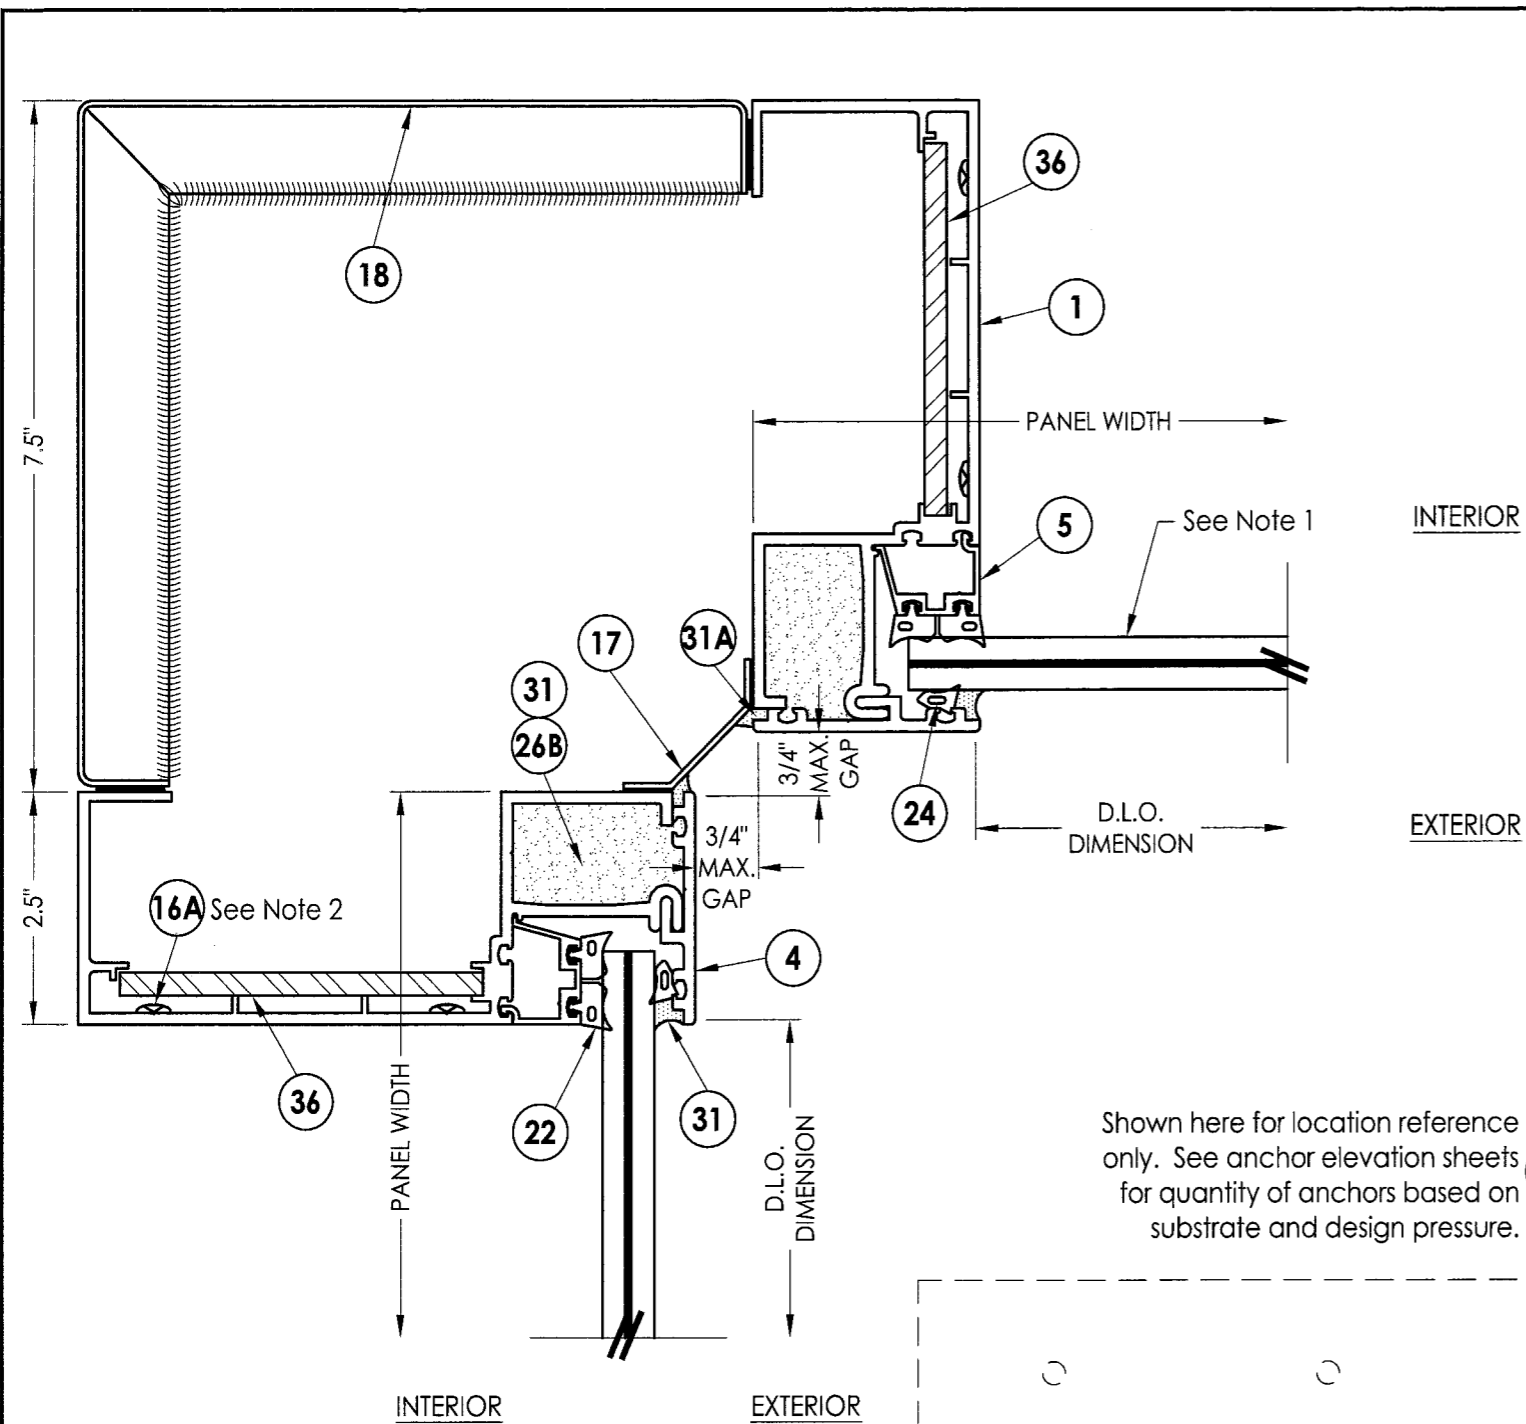 36
18
1
7.5"
PANEL WIDTH
5
See Note 1
INTERIOR
17
31A
31
26B
3/4"
MAX.
GAP
24
D.L.O.
DIMENSION
EXTERIOR
3/4"
MAX.
GAP
2.5"
16A See Note 2
4
36
PANEL WIDTH
22
31
D.L.O.
DIMENSION
Shown here for location reference
only. See anchor elevation sheets
for quantity of anchors based on
substrate and design pressure.
INTERIOR
EXTERIOR